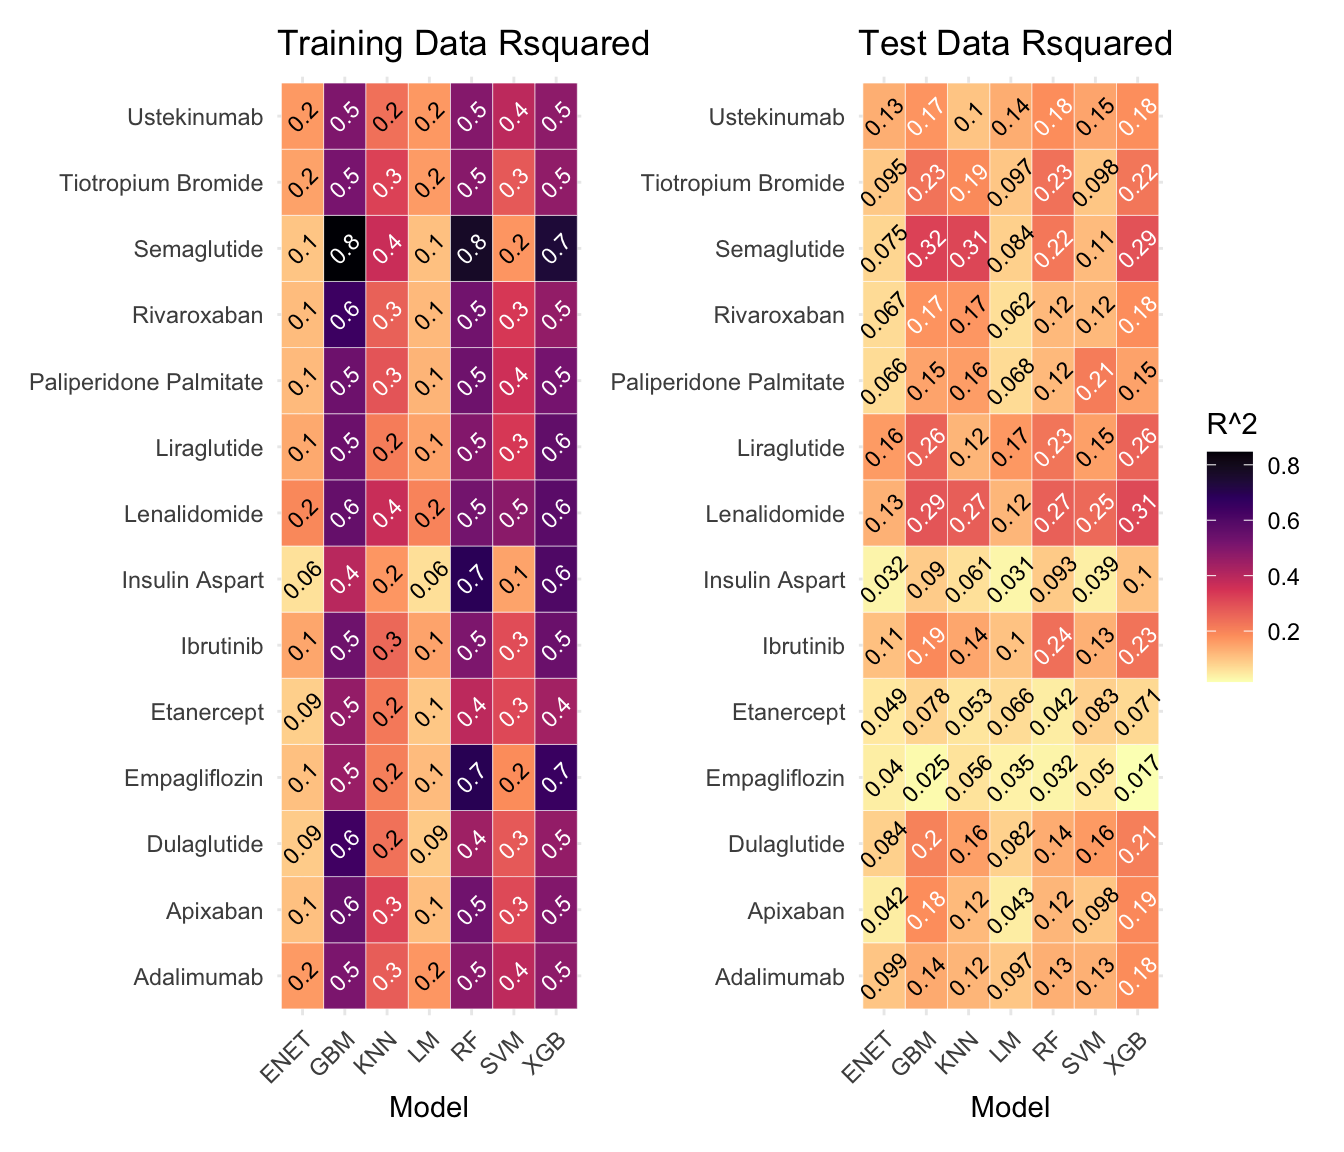 Training Data Rsquared
Test Data Rsquared
Ustekinumab 0.2 0.5 0.2 0.2 0.5 0.4 0.5 Ustekinumab 0.13 0.17 0.1 0.14 0.18 0.15 0.18
Tiotropium Bromide 0.2 0.5 0.3 0.2 0.5 0.3 0.5 Tiotropium Bromide 0.095 0.23 0.19 0.097 0.23 0.098 0.22
Semaglutide 0.1 0.8 0.4 0.1 0.8 0.2 0.7 Semaglutide 0.075 0.32 0.31 0.084 0.22 0.11 0.29
Rivaroxaban 0.1 0.6 0.3 0.1 0.5 0.3 0.5 Rivaroxaban 0.067 0.17 0.17 0.062 0.12 0.12 0.18
Paliperidone Palmitate 0.1 0.5 0.3 0.1 0.5 0.4 0.5 Paliperidone Palmitate 0.066 0.15 0.16 0.068 0.12 0.21 0.15
Liraglutide 0.1 0.5 0.2 0.1 0.5 0.3 0.6 Liraglutide 0.16 0.26 0.12 0.17 0.23 0.15 0.26
Lenalidomide 0.2 0.6 0.4 0.2 0.5 0.5 0.6 Lenalidomide 0.13 0.29 0.27 0.12 0.27 0.25 0.31
Insulin Aspart 0.06 0.4 0.2 0.06 0.7 0.1 0.6 Insulin Aspart 0.032 0.09 0.061 0.031 0.093 0.039 0.1
Ibrutinib 0.1 0.5 0.3 0.1 0.5 0.3 0.5 Ibrutinib 0.11 0.19 0.14 0.1 0.24 0.13 0.23
Etanercept 0.09 0.5 0.2 0.1 0.4 0.3 0.4 Etanercept 0.049 0.078 0.053 0.066 0.042 0.083 0.071
Empagliflozin 0.1 0.5 0.2 0.1 0.7 0.2 0.7 Empagliflozin 0.04 0.025 0.056 0.035 0.032 0.05 0.017
Dulaglutide 0.09 0.6 0.2 0.09 0.4 0.3 0.5 Dulaglutide 0.084 0.2 0.16 0.082 0.14 0.16 0.21
Apixaban 0.1 0.6 0.3 0.1 0.5 0.3 0.5 Apixaban 0.042 0.18 0.12 0.043 0.12 0.098 0.19
Adalimumab 0.2 0.5 0.3 0.2 0.5 0.4 0.5 Adalimumab 0.099 0.14 0.12 0.097 0.13 0.13 0.18
ENET GBM KNN LM RF SVM XGB ENET GBM KNN LM RF SVM XGB
Model
Model
R^2
0.8
0.6
0.4
0.2